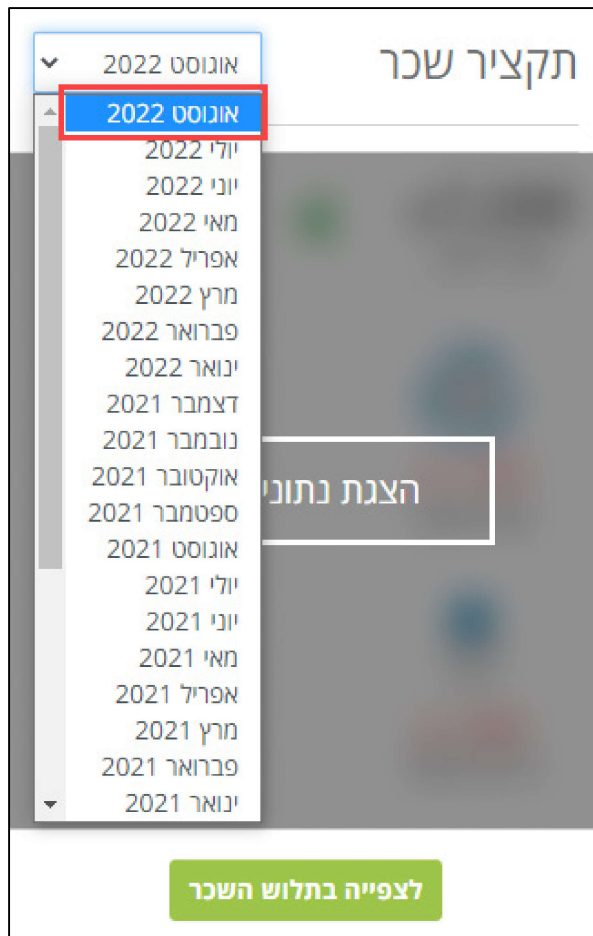 תקציר שכר
אוגוסט 2022
אוגוסט 2022
יולי 2022
יוני 2022
מאי 2022
אפריל 2022
מרץ 2022
פברואר 2022
ינואר 2022
דצמבר 2021
נובמבר 2021
אוקטובר 2021
ספטמבר 2021
אוגוסט 2021
יולי 2021
יוני 2021
מאי 2021
אפריל 2021
מרץ 2021
פברואר 2021
ינואר 2021
הצגת נתוני
לצפייה בתלוש השכר